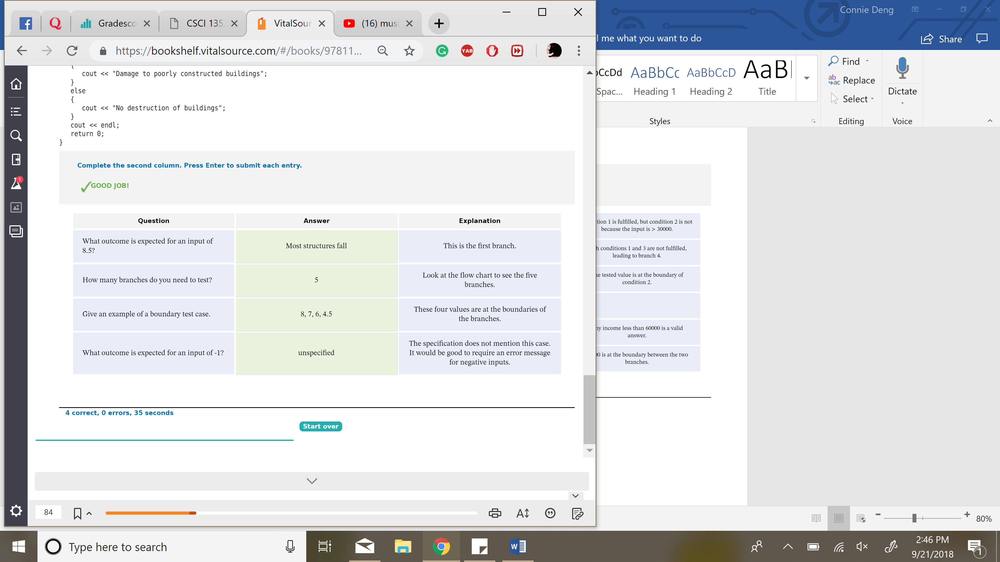 Gradesco
CSCI 135,
VitalSour
(16) musi
https://bookshelf.vitalsource.com/#/books/97811...
YAB
{
cout << "Damage to poorly constructed buildings";
}
else
{
cout << "No destruction of buildings";
}
cout << endl;
return 0;
}
1
Complete the second column. Press Enter to submit each entry.
GOOD JOB!
Question Answer Explanation
What outcome is expected for an input of
8.5?
Most structures fall
This is the first branch.
How many branches do you need to test?
5
Look at the flow chart to see the five
branches.
Give an example of a boundary test case.
8, 7, 6, 4.5
These four values are at the boundaries of
the branches.
What outcome is expected for an input of -1?
unspecified
The specification does not mention this case.
It would be good to require an error message
for negative inputs.
4 correct, 0 errors, 35 seconds
Start over
84
Connie Deng
l me what you want to do
Share
CcDd AaBbCc AaBbCcD AaB
Spac... Heading 1 Heading 2 Title
Styles
Find
Replace
Select
Editing
Dictate
Voice
tion 1 is fulfilled, but condition 2 is not
because the input is > 30000.
h conditions 1 and 3 are not fulfilled,
leading to branch 4.
e tested value is at the boundary of
condition 2.
ny income less than 60000 is a valid
answer.
00 is at the boundary between the two
branches.
80%
Type here to search
2:46 PM
9/21/2018
1